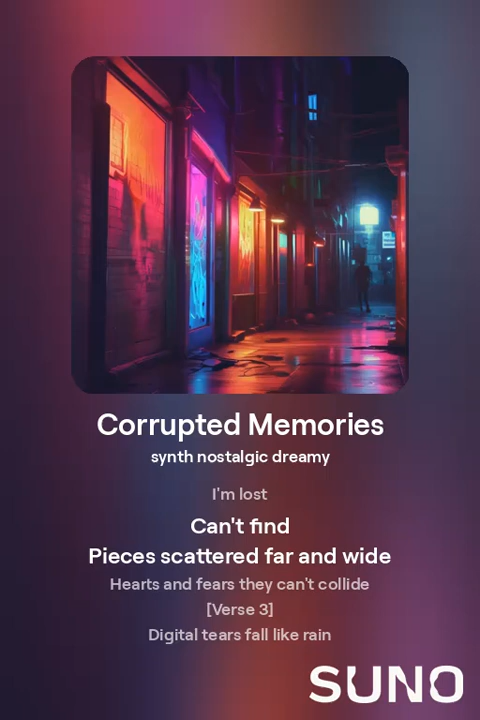 Corrupted Memories
synth nostalgic dreamy
I'm lost
Can't find
Pieces scattered far and wide
Hearts and fears they can't collide
[Verse 3]
Digital tears fall like rain
SUNO